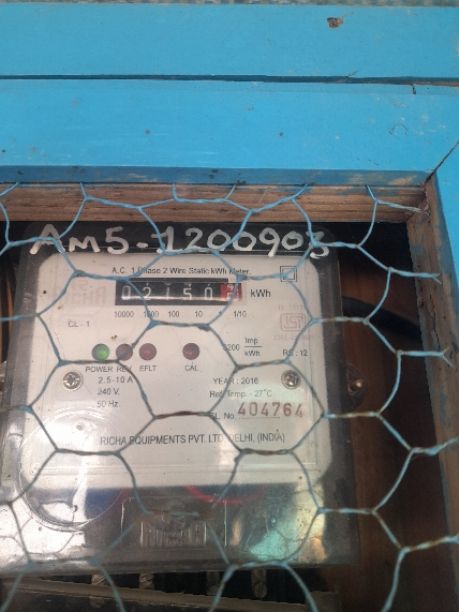 AM5-1200903
A.C. 1 Phase 2 Wire Static kWh Meter
02150 kWh
10000 1000 100 10 1 1/10
CL - 1
Imp
kWh
POWER REV EFLT CAL
RS : 12
2.5-10 A
240 V.
50 Hz.
YEAR : 2016
Ref. Temp. - 27°C
SL. No. 404764
RICHA EQUIPMENTS PVT. LTD. DELHI, (INDIA)